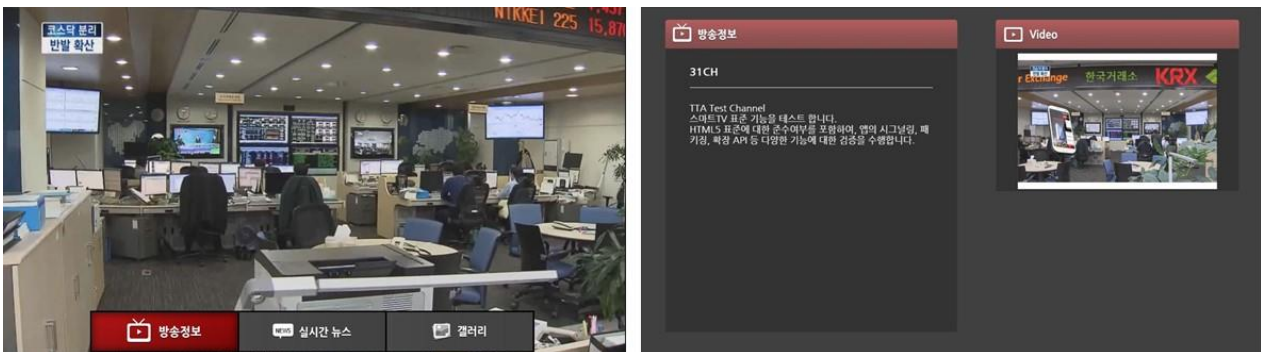 코스닥 분리
반발 확산
NIKKEI 225
방송정보
NEWS 실시간 뉴스
갤러리
방송정보
31CH
TTA Test Channel
스마트TV 표준 기능을 테스트 합니다.
HTML5 표준에 대한 준수여부를 포함하여, 앱의 시그널링, 패
키징, 확장 API 등 다양한 기능에 대한 검증을 수행합니다.
Video
한국거래소 KRX